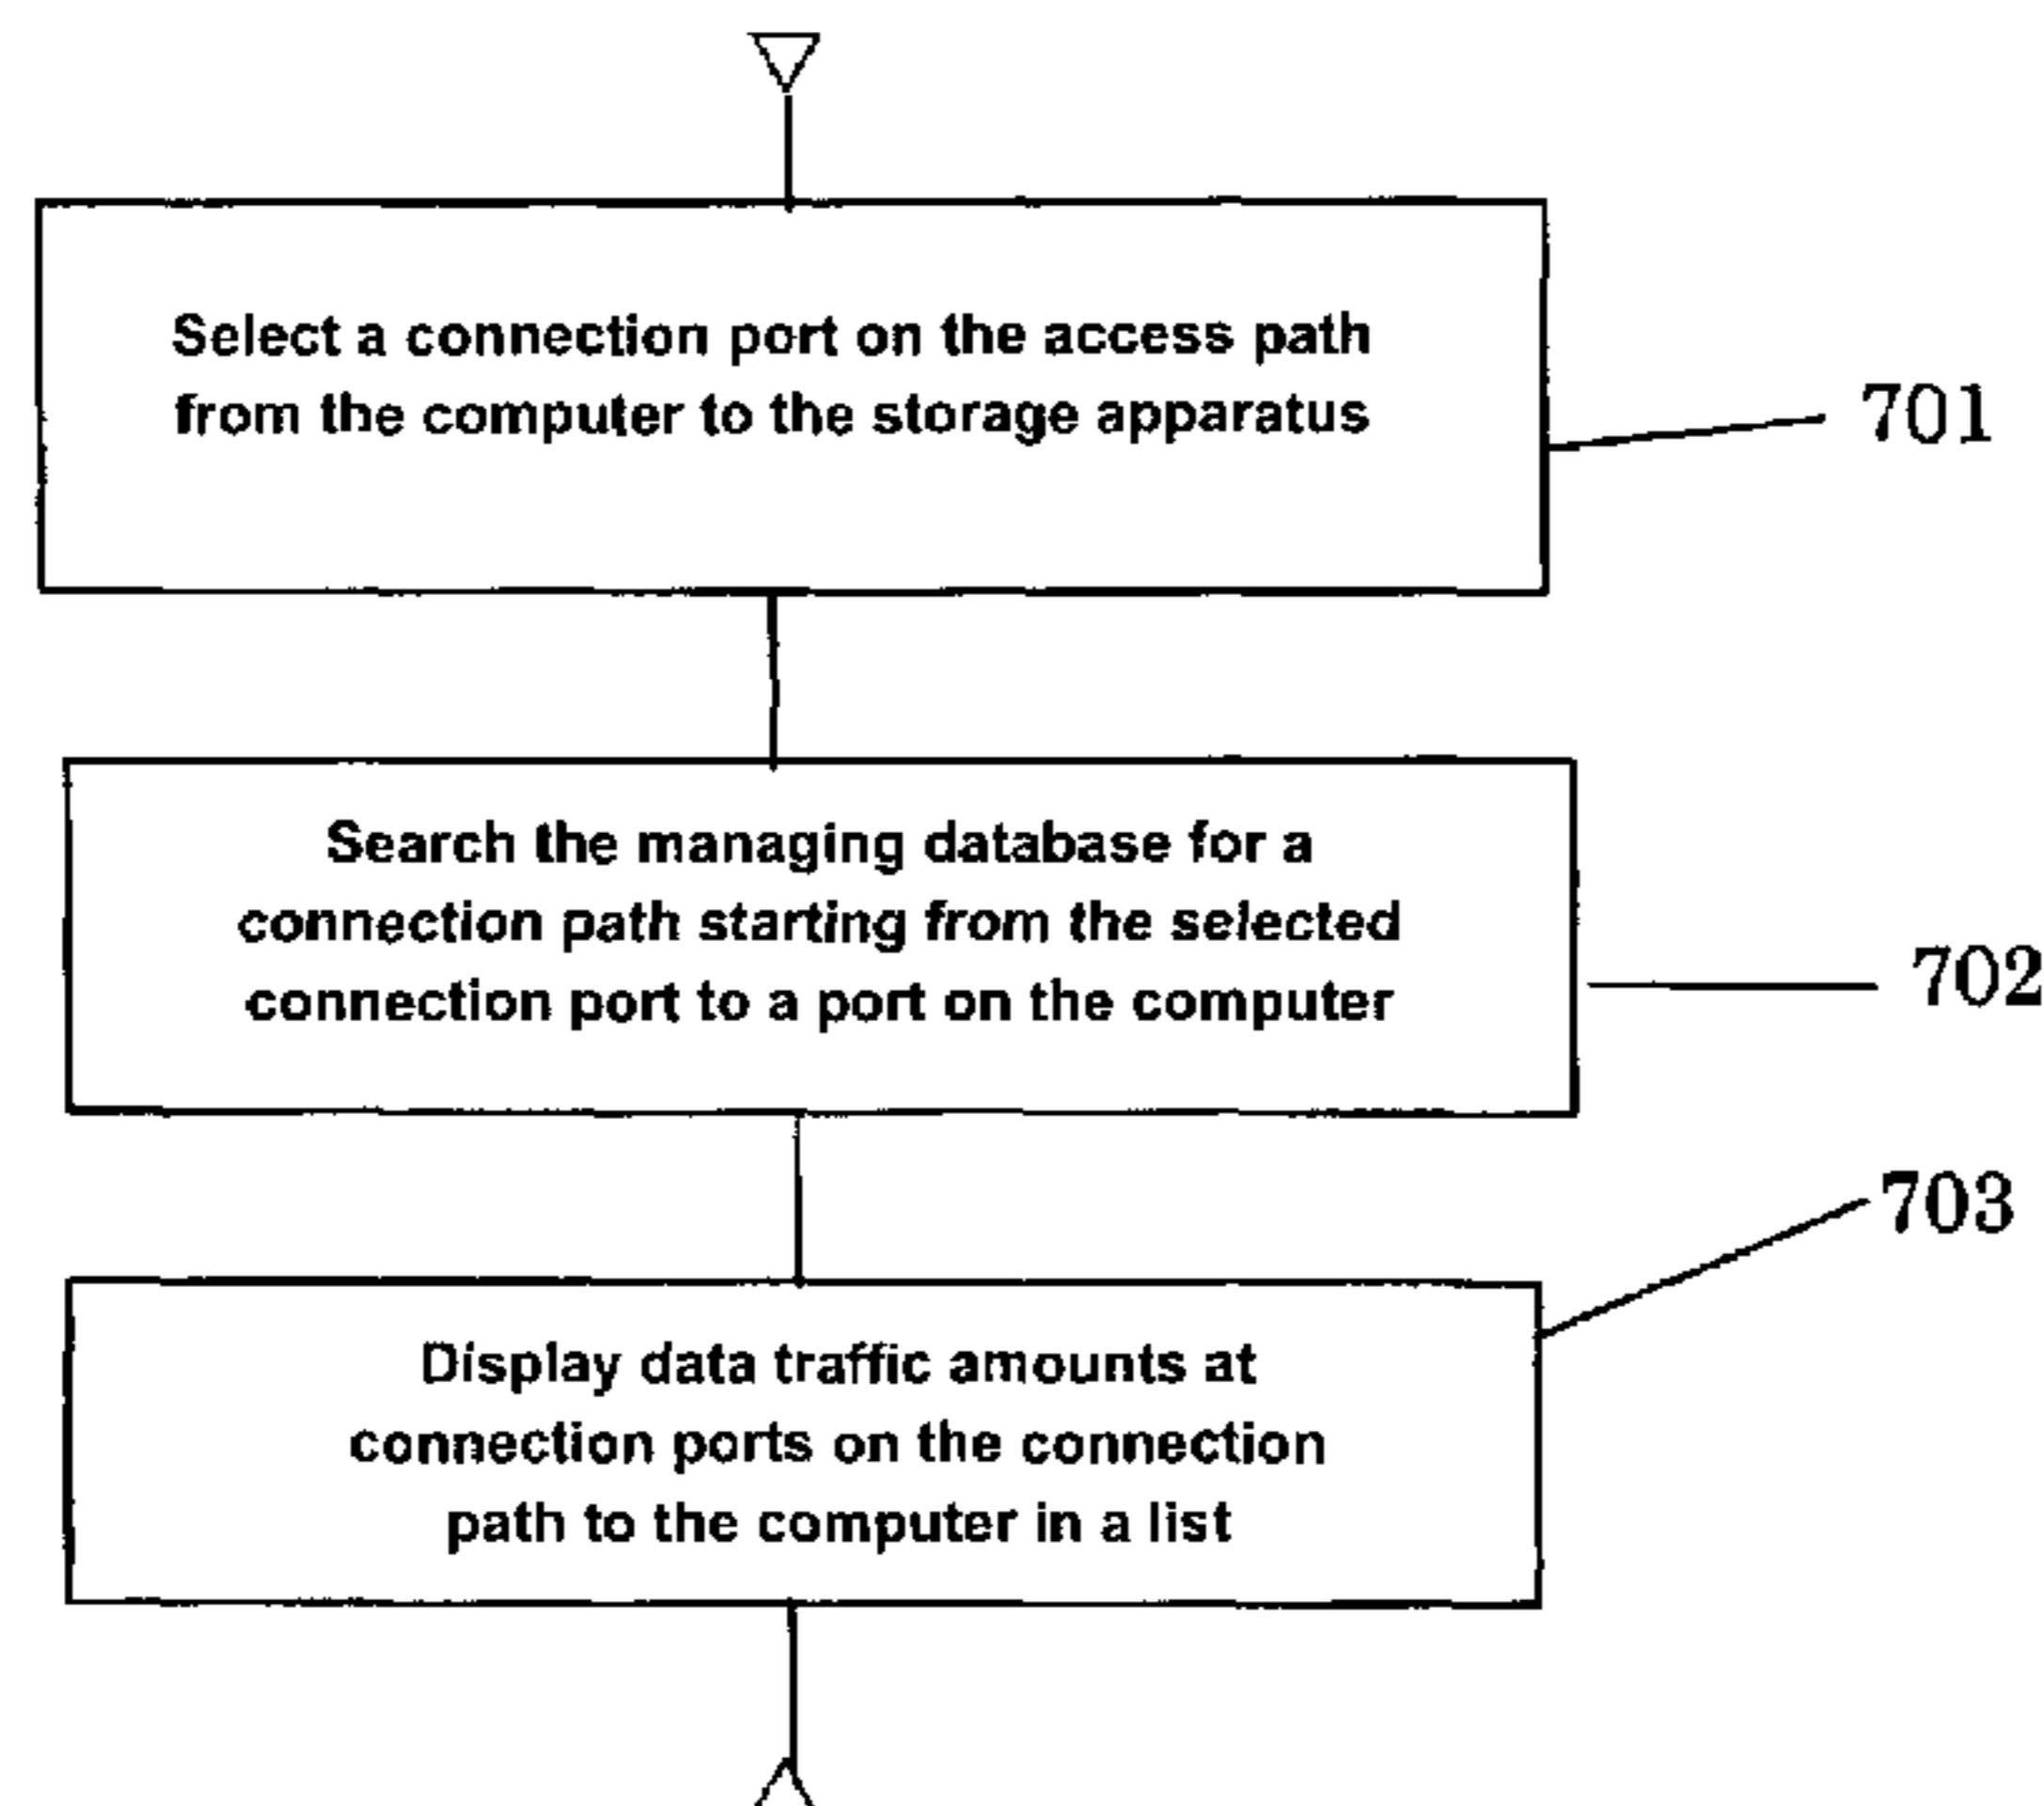 Select a connection port on the access path
from the computer to the storage apparatus
701
Search the managing database for a
connection path starting from the selected
connection port to a port on the computer
702
Display data traffic amounts at
connection ports on the connection
path to the computer in a list
703